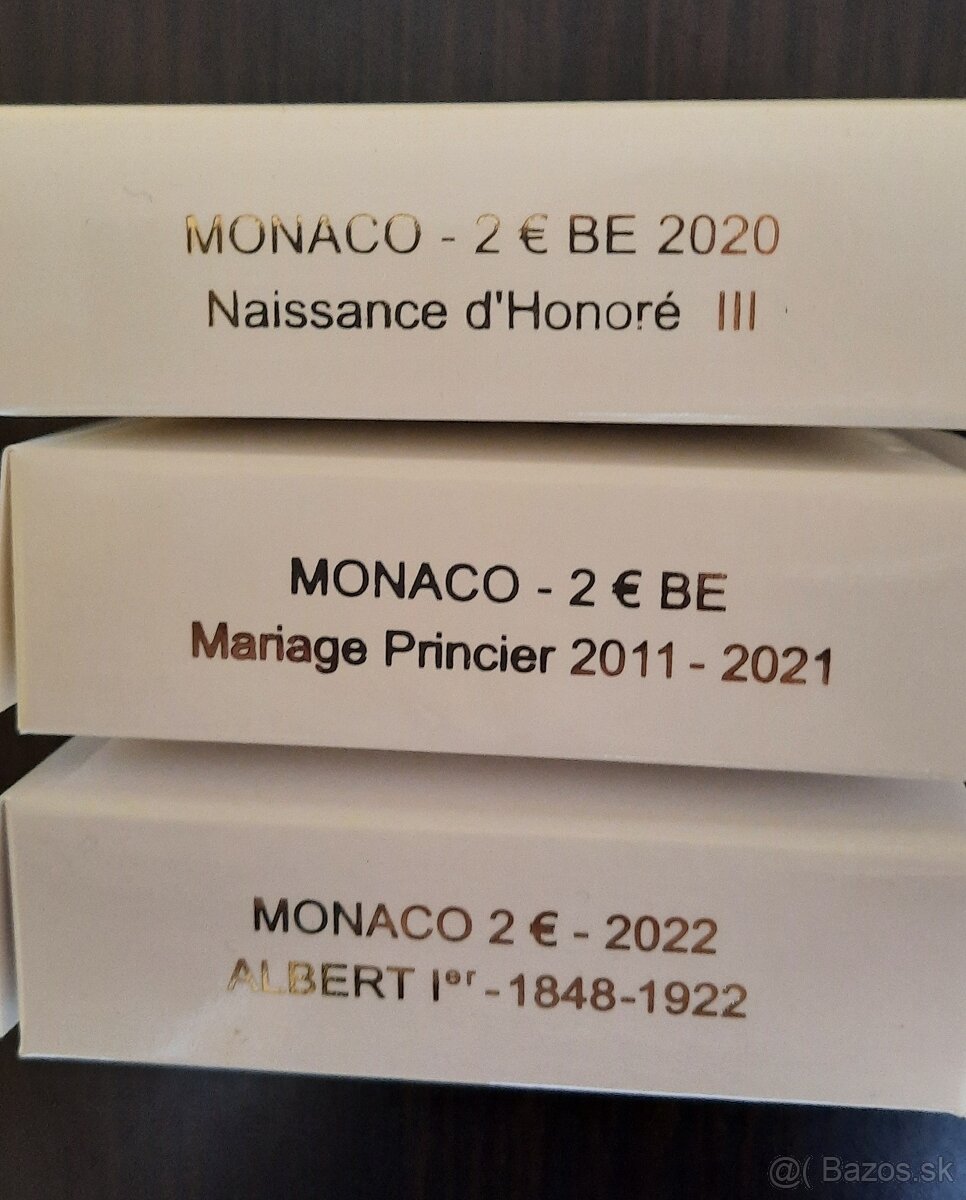 MONACO - 2 € BE 2020
Naissance d'Honoré III
MONACO - 2 € BE
Mariage Princier 2011 - 2021
MONACO 2 € - 2022
ALBERT Iᵉʳ - 1848-1922
@( Bazos.sk